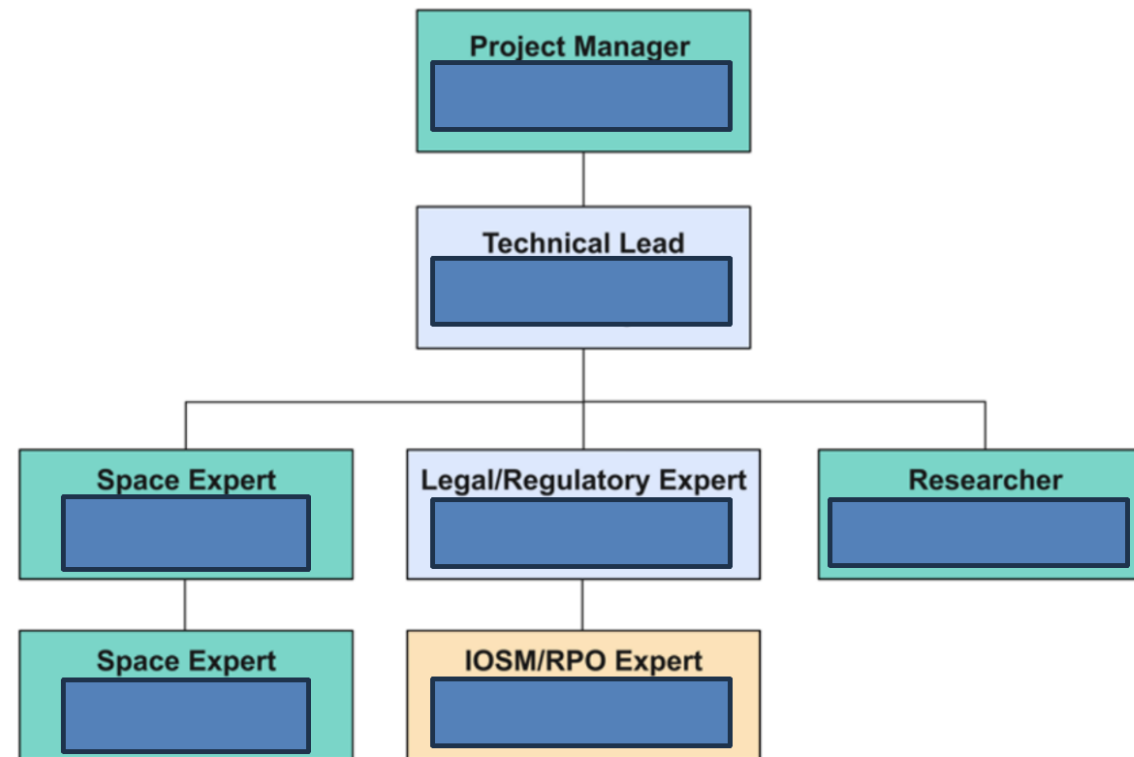 Project Manager
Technical Lead
Space Expert
Legal/Regulatory Expert
Researcher
Space Expert
IOSM/RPO Expert